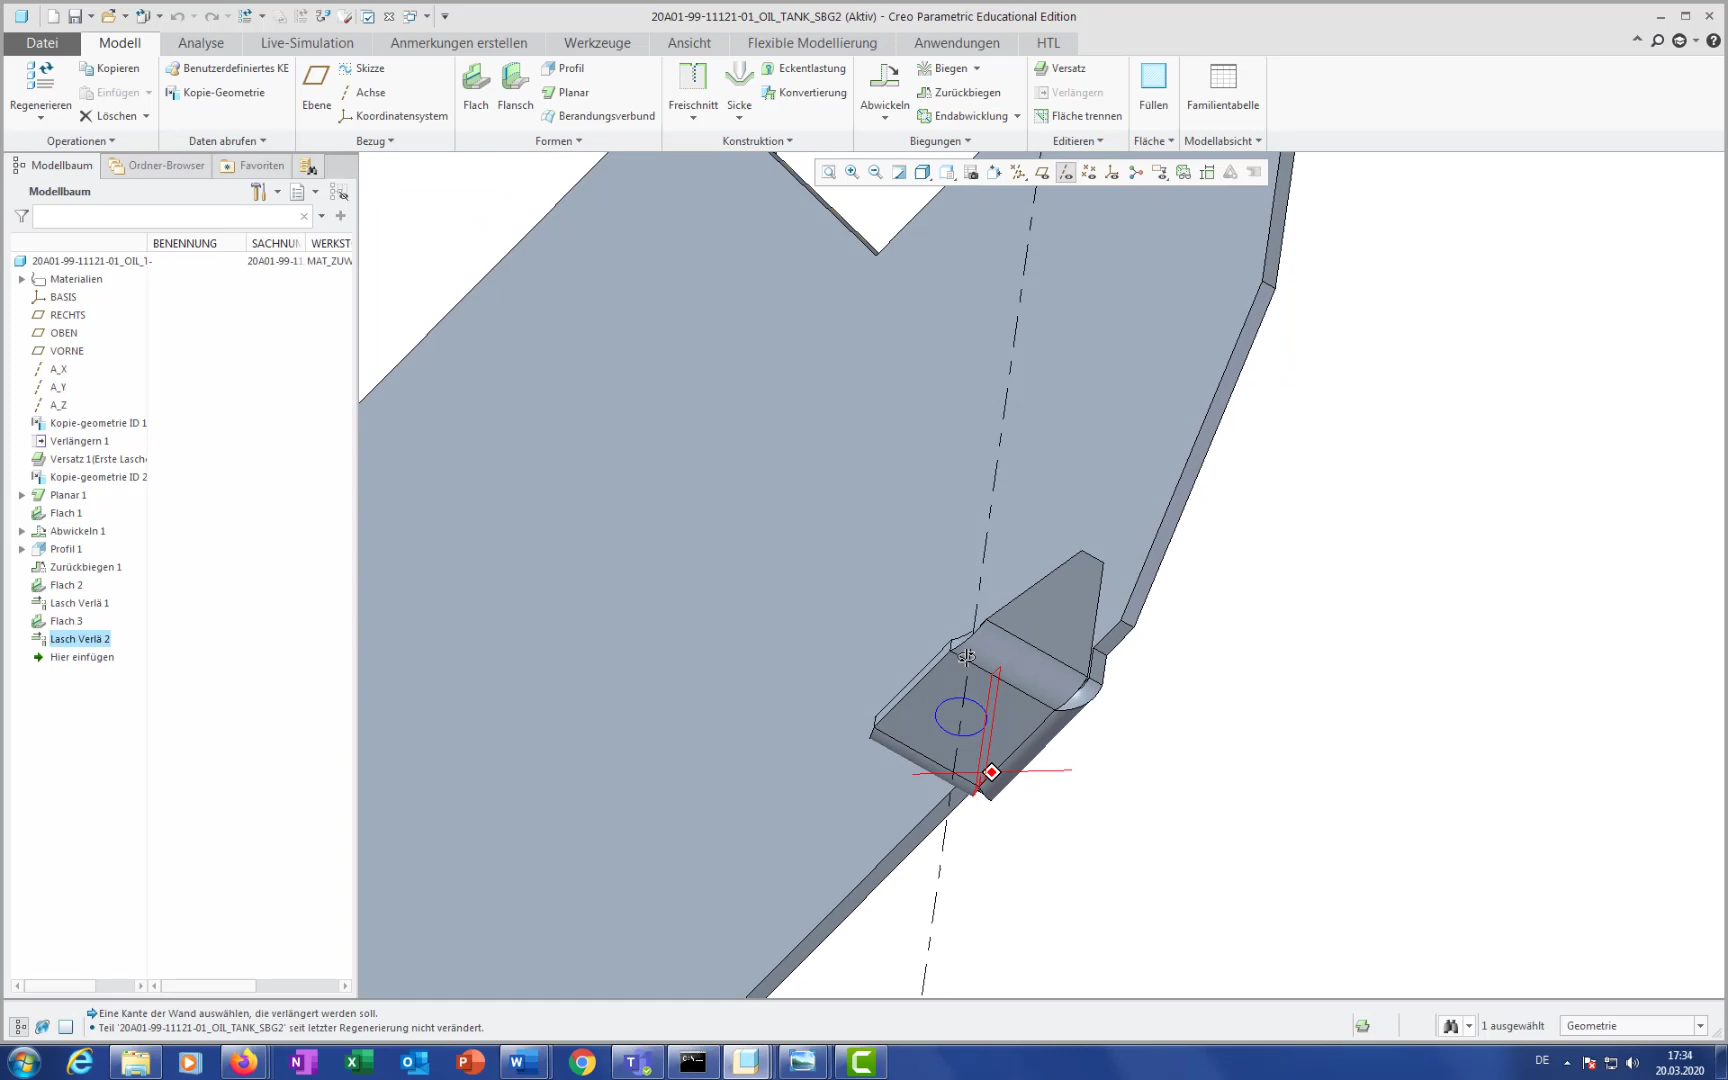 20A01-99-11121-01_OIL_TANK_SBG2 (Aktiv) - Creo Parametric Educational Edition
Datei Modell Analyse Live-Simulation Anmerkungen erstellen Werkzeuge Ansicht Flexible Modellierung Anwendungen HTL
Regenerieren
Kopieren
Einfügen
Löschen
Benutzerdefiniertes KE
Kopie-Geometrie
Ebene
Skizze
Achse
Koordinatensystem
Flach
Flansch
Profil
Planar
Berandungsverbund
Freischnitt
Sicke
Eckentlastung
Konvertierung
Abwickeln
Biegen
Zurückbiegen
Endabwicklung
Versatz
Verlängern
Fläche trennen
Füllen
Familientabelle
Operationen Daten abrufen Bezug Formen Konstruktion Biegungen Editieren Fläche Modellabsicht
Modellbaum Ordner-Browser Favoriten
Modellbaum
BENENNUNG SACHNU WERKST
20A01-99-11121-01_OIL_T- 20A01-99-11 MAT_ZUW
Materialien
BASIS
RECHTS
OBEN
VORNE
A_X
A_Y
A_Z
Kopie-geometrie ID 1
Verlängern 1
Versatz 1(Erste Lasche
Kopie-geometrie ID 2
Planar 1
Flach 1
Abwickeln 1
Profil 1
Zurückbiegen 1
Flach 2
Lasch Verlä 1
Flach 3
Lasch Verlä 2
Hier einfügen
Eine Kante der Wand auswählen, die verlängert werden soll.
Teil '20A01-99-11121-01_OIL_TANK_SBG2' seit letzter Regenerierung nicht verändert.
1 ausgewählt
Geometrie
DE
17:34
20.03.2020